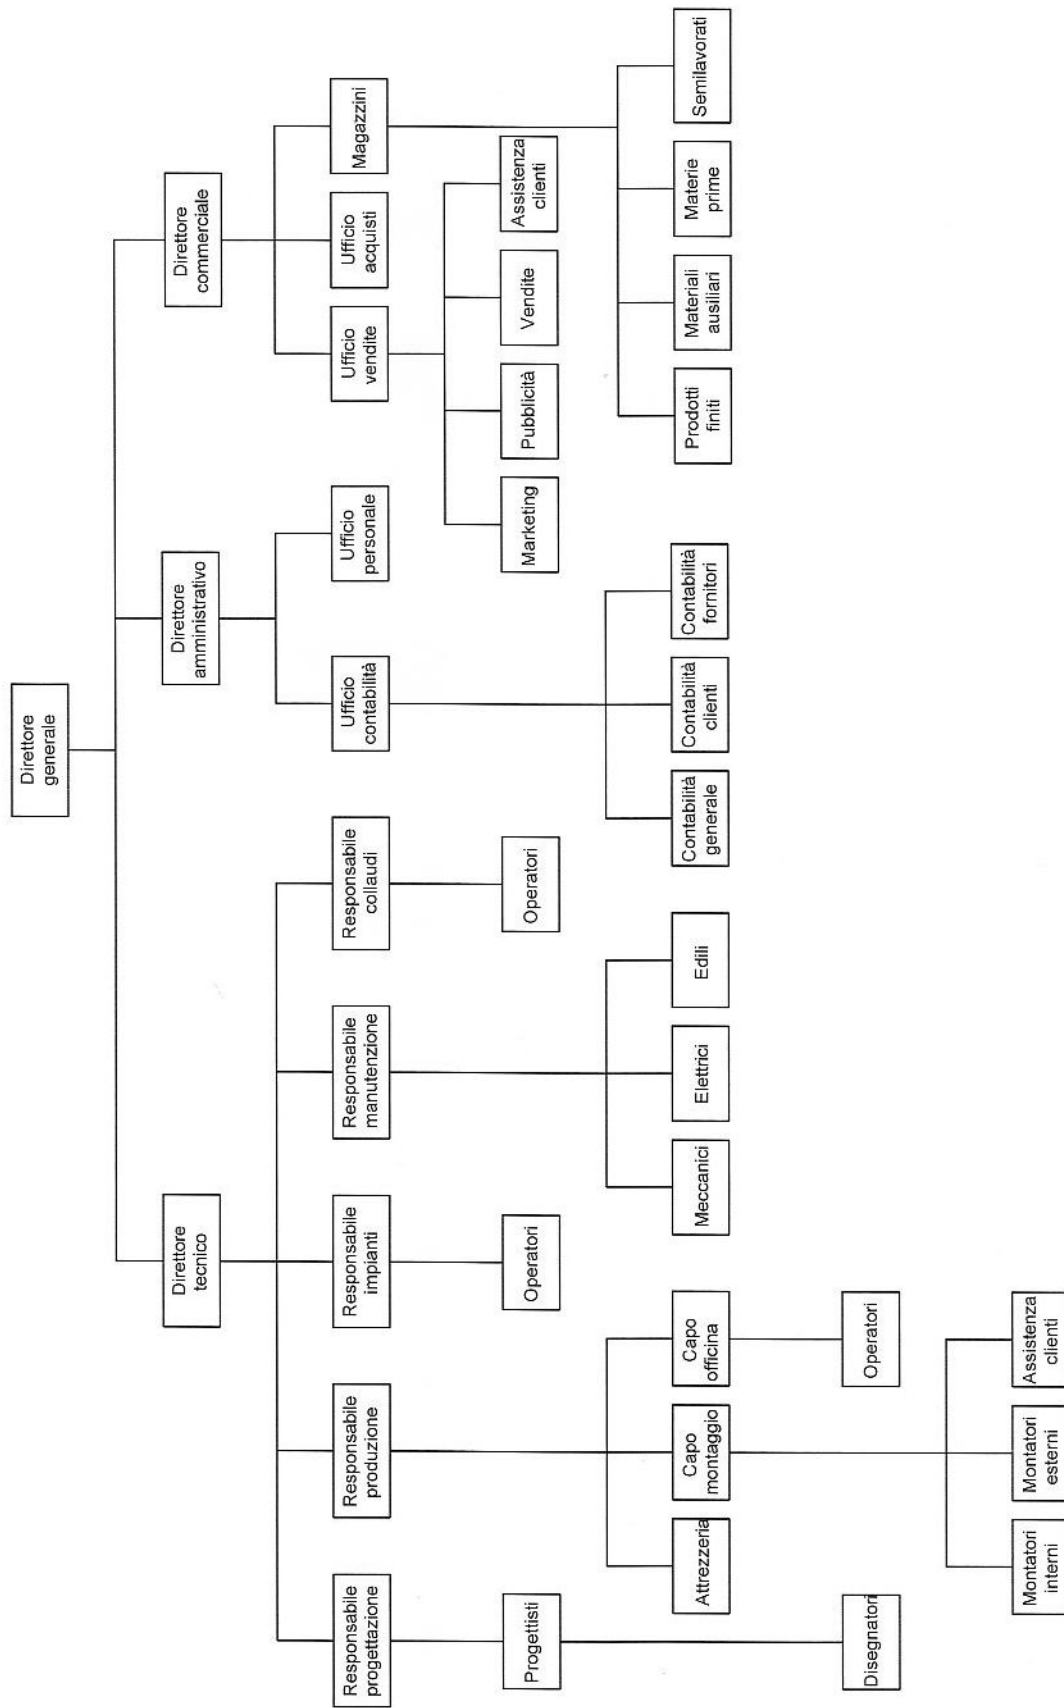 Direttore
generale
Direttore
tecnico
Direttore
amministrativo
Direttore
commerciale
Responsabile
progettazione
Responsabile
produzione
Responsabile
impianti
Responsabile
manutenzione
Responsabile
collaudi
Ufficio
contabilità
Ufficio
personale
Ufficio
vendite
Ufficio
acquisti
Magazzini
Progettisti
Operatori
Operatori
Marketing
Pubblicità
Vendite
Assistenza
clienti
Attrezzeria
Capo
montaggio
Capo
officina
Meccanici
Elettrici
Edili
Contabilità
generale
Contabilità
clienti
Contabilità
fornitori
Prodotti
finiti
Materiali
ausiliari
Materie
prime
Semilavorati
Disegnatori
Operatori
Montatori
interni
Montatori
esterni
Assistenza
clienti